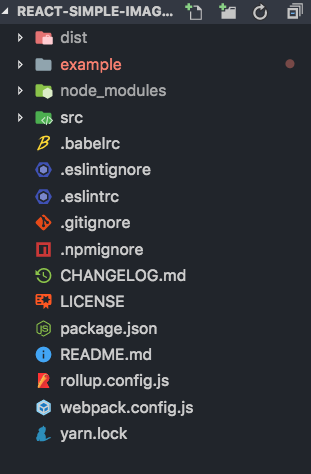 REACT-SIMPLE-IMAG...
dist
example
node_modules
src
.babelrc
.eslintignore
.eslintrc
.gitignore
.npmignore
CHANGELOG.md
LICENSE
package.json
README.md
rollup.config.js
webpack.config.js
yarn.lock